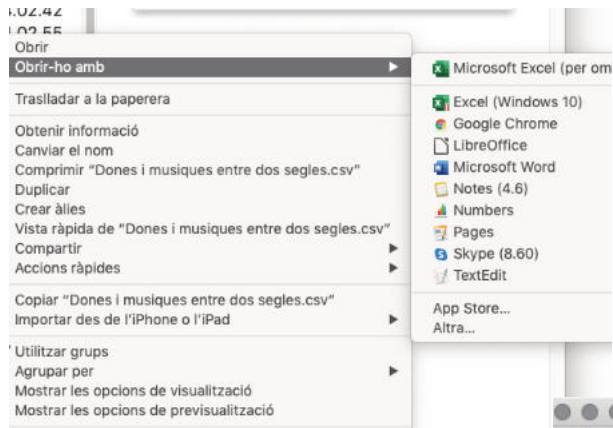 4.02.42
4.02.55
Obrir
Obrir-ho amb
Traslladar a la paperera
Obtenir informació
Canviar el nom
Comprimir “Dones i musiques entre dos segles.csv”
Duplicar
Crear àlies
Vista ràpida de “Dones i musiques entre dos segles.csv”
Compartir
Accions ràpides
Copiar “Dones i musiques entre dos segles.csv”
Importar des de l’iPhone o l’iPad
Utilitzar grups
Agrupar per
Mostrar les opcions de visualització
Mostrar les opcions de previsualització
Microsoft Excel (per om
Excel (Windows 10)
Google Chrome
LibreOffice
Microsoft Word
Notes (4.6)
Numbers
Pages
Skype (8.60)
TextEdit
App Store...
Altra...